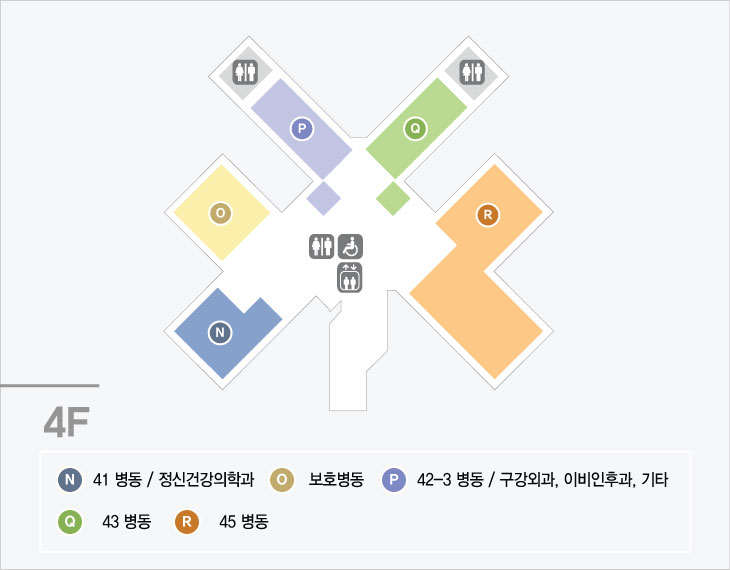 P
Q
O
R
N
4F
N 41 병동 / 정신건강의학과 O 보호병동 P 42-3 병동 / 구강외과, 이비인후과, 기타
Q 43 병동 R 45 병동